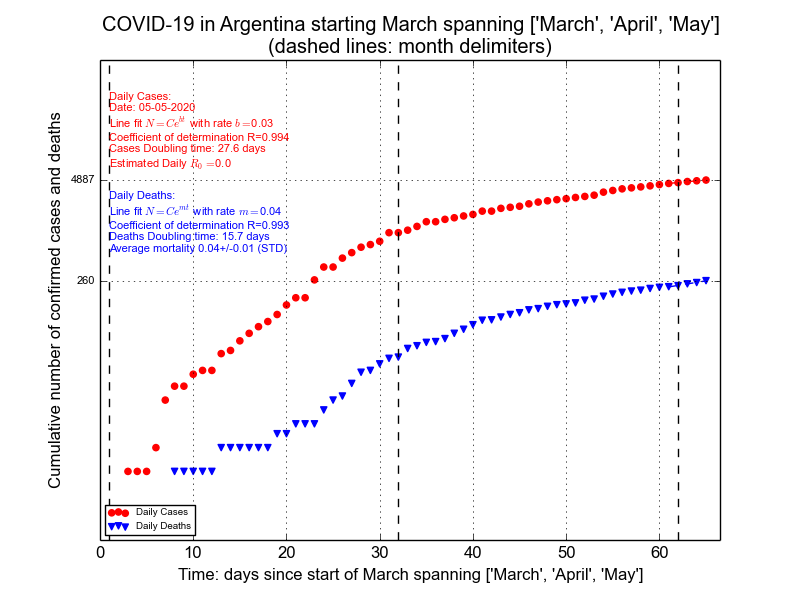 COVID-19 in Argentina starting March spanning ['March', 'April', 'May']
(dashed lines: month delimiters)
Daily Cases:
Date: 05-05-2020
Line fit N = Ce^{bt} with rate b =0.03
Coefficient of determination R=0.994
Cases Doubling time: 27.6 days
Estimated Daily R_0 =0.0
4887
Daily Deaths:
Line fit N = Ce^{mt} with rate m =0.04
Coefficient of determination R=0.993
Deaths Doubling time: 15.7 days
Average mortality 0.04+/-0.01 (STD)
260
Cumulative number of confirmed cases and deaths
Daily Cases
Daily Deaths
0 10 20 30 40 50 60
Time: days since start of March spanning ['March', 'April', 'May']